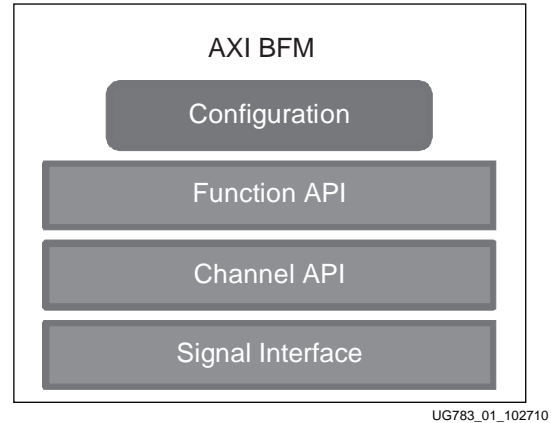 AXI BFM
Configuration
Function API
Channel API
Signal Interface
UG783_01_102710